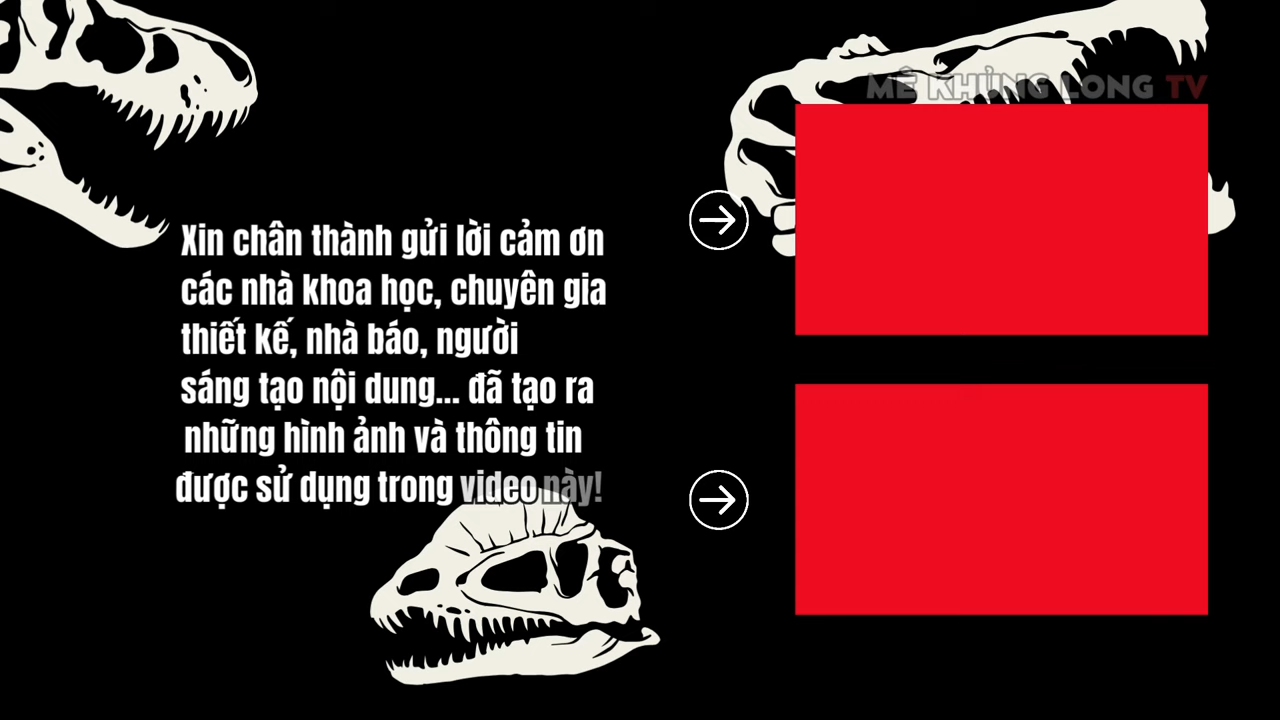 MÊ KHỦNG LONG TV
Xin chân thành gửi lời cảm ơn
các nhà khoa học, chuyên gia
thiết kế, nhà báo, người
sáng tạo nội dung... đã tạo ra
những hình ảnh và thông tin
được sử dụng trong video này!